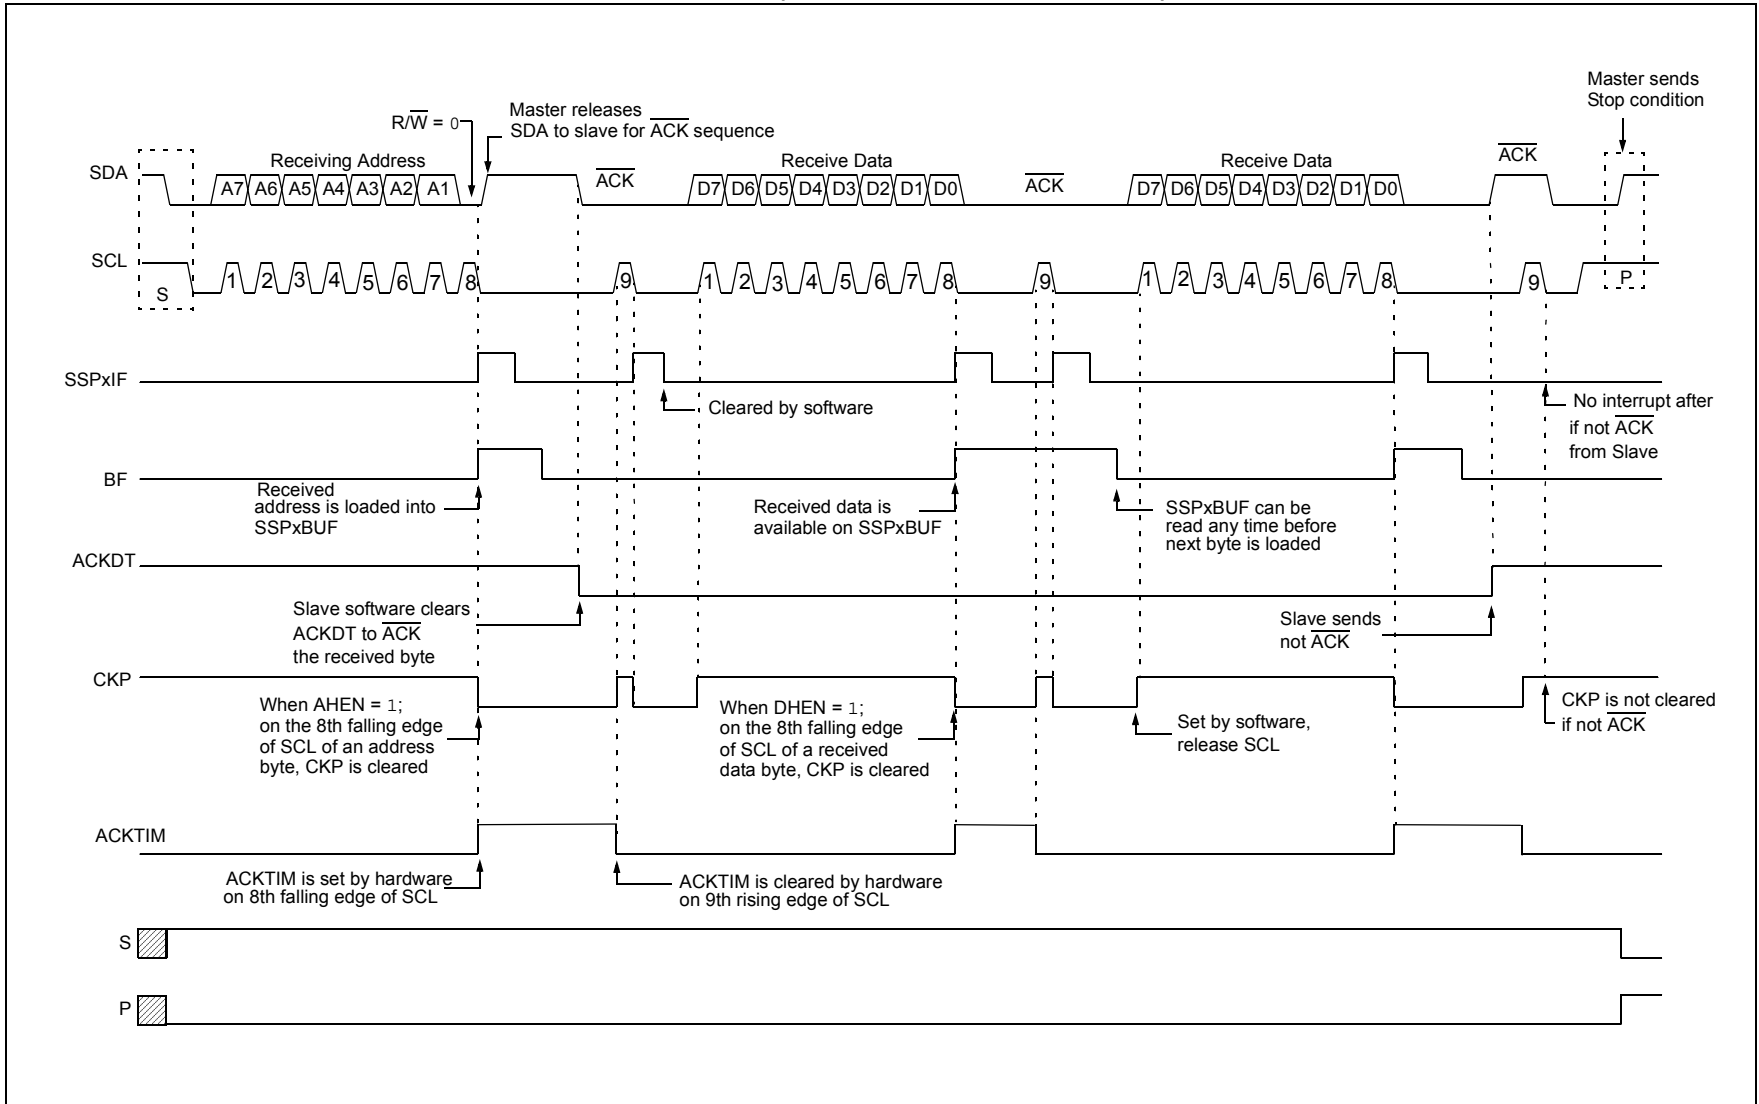 Master sends
Stop condition
Master releases
SDA to slave for ACK sequence
R/W = 0
SDA
Receiving Address
ACK
Receive Data
ACK
Receive Data
ACK
A7 A6 A5 A4 A3 A2 A1
D7 D6 D5 D4 D3 D2 D1 D0
D7 D6 D5 D4 D3 D2 D1 D0
SCL
S
1 2 3 4 5 6 7 8
9
1 2 3 4 5 6 7 8
9
1 2 3 4 5 6 7 8
9
P
SSPxIF
Cleared by software
No interrupt after
if not ACK
from Slave
BF
Received
address is loaded into
SSPxBUF
Received data is
available on SSPxBUF
SSPxBUF can be
read any time before
next byte is loaded
ACKDT
Slave software clears
ACKDT to ACK
the received byte
Slave sends
not ACK
CKP
When AHEN = 1;
on the 8th falling edge
of SCL of an address
byte, CKP is cleared
When DHEN = 1;
on the 8th falling edge
of SCL of a received
data byte, CKP is cleared
Set by software,
release SCL
CKP is not cleared
if not ACK
ACKTIM
ACKTIM is set by hardware
on 8th falling edge of SCL
ACKTIM is cleared by hardware
on 9th rising edge of SCL
S
P